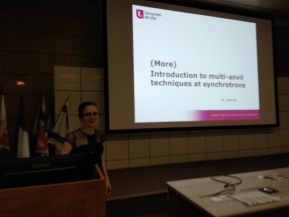 Université
de Lille
(More)
Introduction to multi-anvil
techniques at synchrotrons